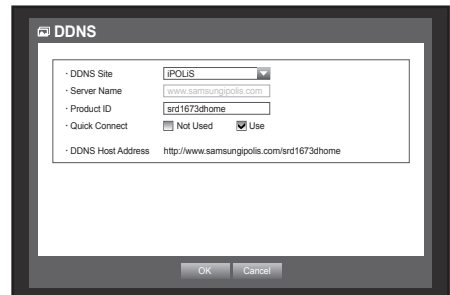 DDNS
· DDNS Site iPOLiS
· Server Name www.samsungipolis.com
· Product ID srd1673dhome
· Quick Connect Not Used Use
· DDNS Host Address http://www.samsungipolis.com/srd1673dhome
OK Cancel